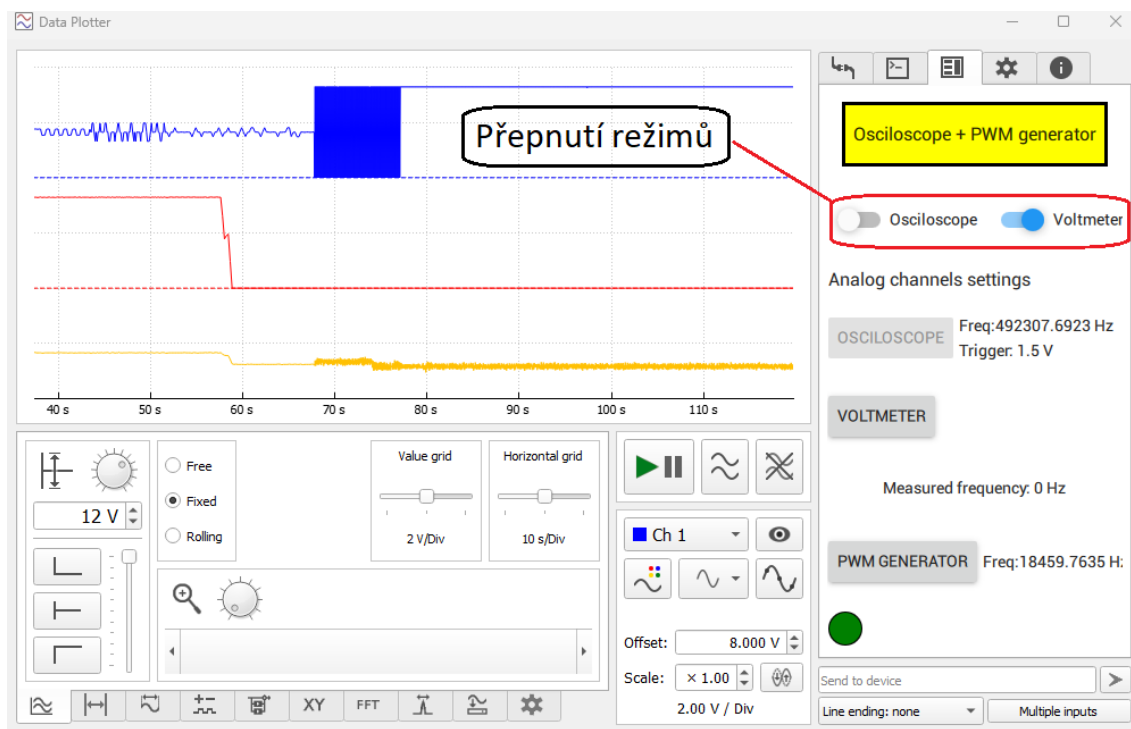 Data Plotter
Přepnutí režimů
40 s
50 s
60 s
70 s
80 s
90 s
100 s
110 s
Osciloscope + PWM generator
Osciloscope
Voltmeter
Analog channels settings
OSCILOSCOPE
Freq:492307.6923 Hz
Trigger: 1.5 V
VOLTMETER
Measured frequency: 0 Hz
PWM GENERATOR
Freq:18459.7635 H:
Send to device
Line ending: none
Multiple inputs
12 V
Free
Fixed
Rolling
Value grid
2 V/Div
Horizontal grid
10 s/Div
Ch 1
Offset:
8.000 V
Scale:
× 1.00
2.00 V / Div
XY
FFT